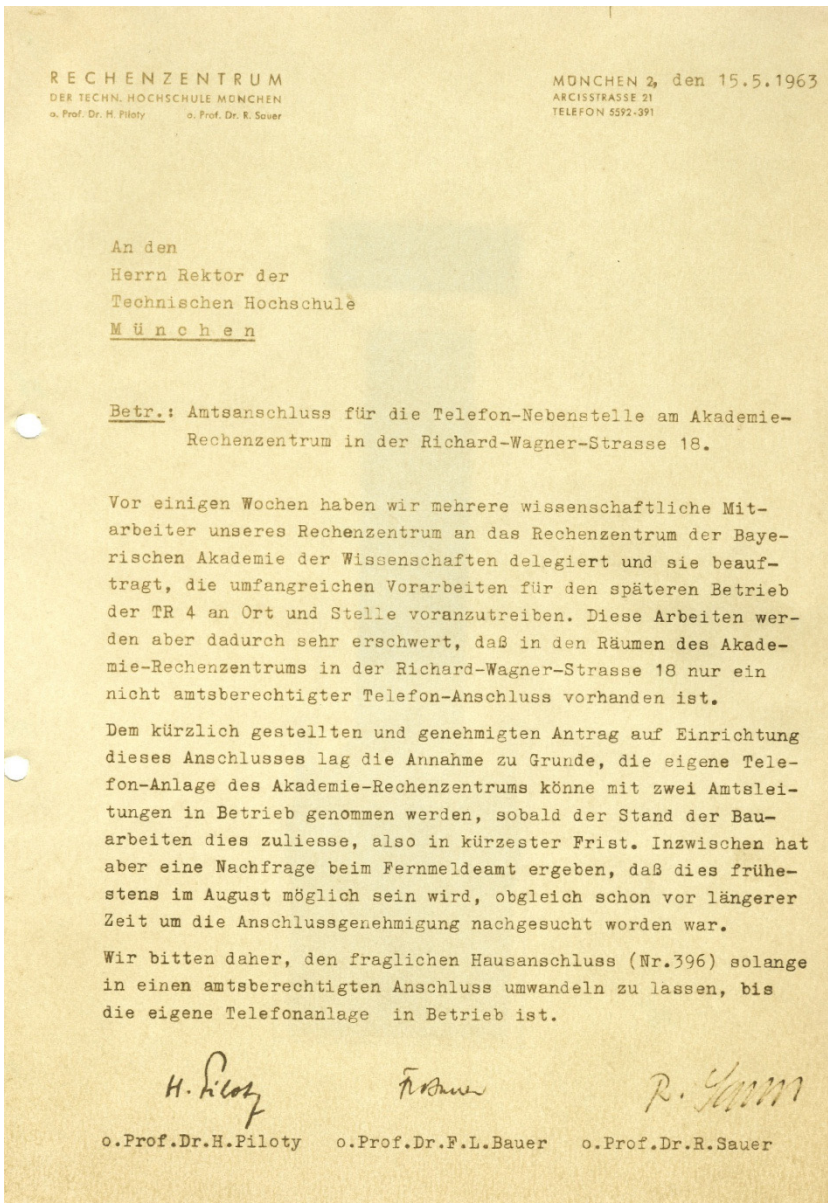 RECHENZENTRUM
DER TECHN. HOCHSCHULE MÜNCHEN
o. Prof. Dr. H. Piloty o. Prof. Dr. R. Sauer
MÜNCHEN 2, den 15.5.1963
ARCISSTRASSE 21
TELEFON 5592-391
An den
Herrn Rektor der
Technischen Hochschule
München
Betr.: Amtsanschluss für die Telefon-Nebenstelle am Akademie-
Rechenzentrum in der Richard-Wagner-Strasse 18.
Vor einigen Wochen haben wir mehrere wissenschaftliche Mit-
arbeiter unseres Rechenzentrum an das Rechenzentrum der Baye-
rischen Akademie der Wissenschaften delegiert und sie beauf-
tragt, die umfangreichen Vorarbeiten für den späteren Betrieb
der TR 4 an Ort und Stelle voranzutreiben. Diese Arbeiten wer-
den aber dadurch sehr erschwert, daß in den Räumen des Akade-
mie-Rechenzentrums in der Richard-Wagner-Strasse 18 nur ein
nicht amtsberechtigter Telefon-Anschluss vorhanden ist.
Dem kürzlich gestellten und genehmigten Antrag auf Einrichtung
dieses Anschlusses lag die Annahme zu Grunde, die eigene Tele-
fon-Anlage des Akademie-Rechenzentrums könne mit zwei Amtslei-
tungen in Betrieb genommen werden, sobald der Stand der Bau-
arbeiten dies zuliesse, also in kürzester Frist. Inzwischen hat
aber eine Nachfrage beim Fernmeldeamt ergeben, daß dies frühe-
stens im August möglich sein wird, obgleich schon vor längerer
Zeit um die Anschlussgenehmigung nachgesucht worden war.
Wir bitten daher, den fraglichen Hausanschluss (Nr.396) solange
in einen amtsberechtigten Anschluss umwandeln zu lassen, bis
die eigene Telefonanlage in Betrieb ist.
H. Piloty FLBauer R. Sauer
o.Prof.Dr.H.Piloty o.Prof.Dr.F.L.Bauer o.Prof.Dr.R.Sauer